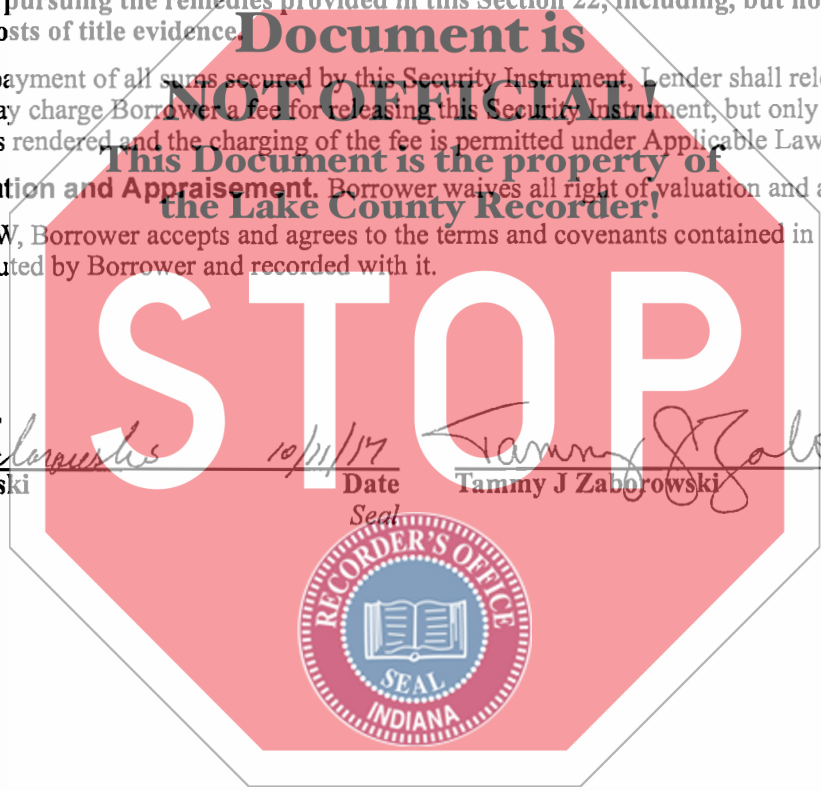 pursuing the remedies provided in this Section 22, including, but no
osts of title evidence.
Document is
ayment of all sums secured by this Security Instrument, Lender shall rel
NOT OFFICIAL!
ay charge Borrower a fee for releasing this Security Instrument, but only
s rendered and the charging of the fee is permitted under Applicable Law
This Document is the property of
tion and Appraisement. Borrower waives all right of valuation and a
the Lake County Recorder!
W, Borrower accepts and agrees to the terms and covenants contained in
uted by Borrower and recorded with it.
STOP
10/11/17 Tammy J Zabo
ski Date Tammy J Zaborowski
Seal
RECORDER'S OFFICE
SEAL
INDIANA